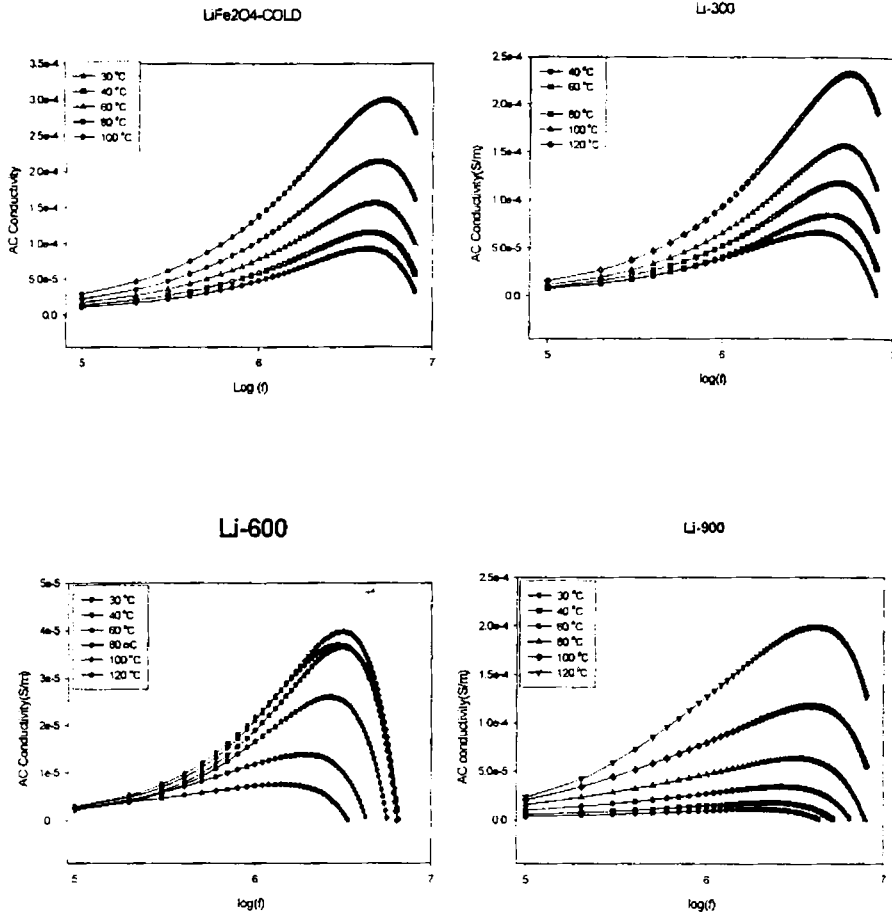 LiFe2O4-COLD
3.5e-4
3.0e-4
2.5e-4
2.0e-4
1.5e-4
1.0e-4
5.0e-5
0.0
AC Conductivity
30 °C
40 °C
60 °C
80 °C
100 °C
5
6
7
Log (f)
Li-300
2.5e-4
2.0e-4
1.5e-4
1.0e-4
5.0e-5
0.0
AC Conductivity(S/m)
40 °C
60 °C
80 °C
100 °C
120 °C
5
6
7
log(f)
Li-600
5e-5
4e-5
3e-5
2e-5
1e-5
0
AC Conductivity(S/m)
30 °C
40 °C
60 °C
80 oC
100 °C
120 °C
5
6
7
log(f)
Li-900
2.5e-4
2.0e-4
1.5e-4
1.0e-4
5.0e-5
0.0
AC conductivity(S/m)
30 °C
40 °C
60 °C
80 °C
100 °C
120 °C
5
6
7
log(f)